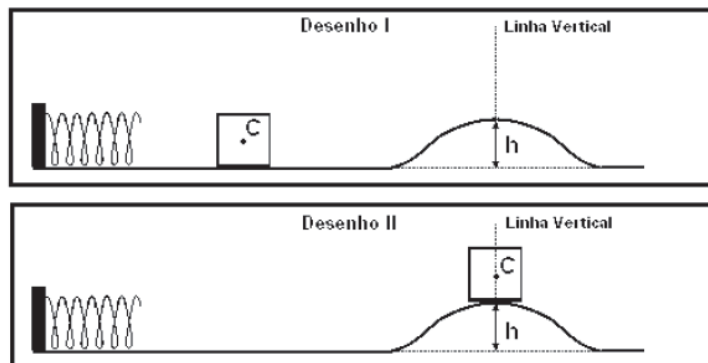 Desenho I
Linha Vertical
C
h
Desenho II
Linha Vertical
C
h